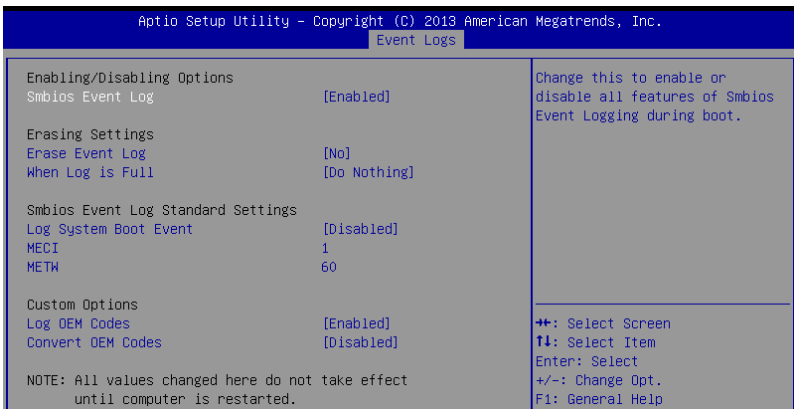 Aptio Setup Utility – Copyright (C) 2013 American Megatrends, Inc.
Event Logs
Enabling/Disabling Options
Smbios Event Log [Enabled]
Erasing Settings
Erase Event Log [No]
When Log is Full [Do Nothing]
Smbios Event Log Standard Settings
Log System Boot Event [Disabled]
MECI 1
METW 60
Custom Options
Log OEM Codes [Enabled]
Convert OEM Codes [Disabled]
NOTE: All values changed here do not take effect
until computer is restarted.
Change this to enable or
disable all features of Smbios
Event Logging during boot.
→←: Select Screen
↑↓: Select Item
Enter: Select
+/-: Change Opt.
F1: General Help